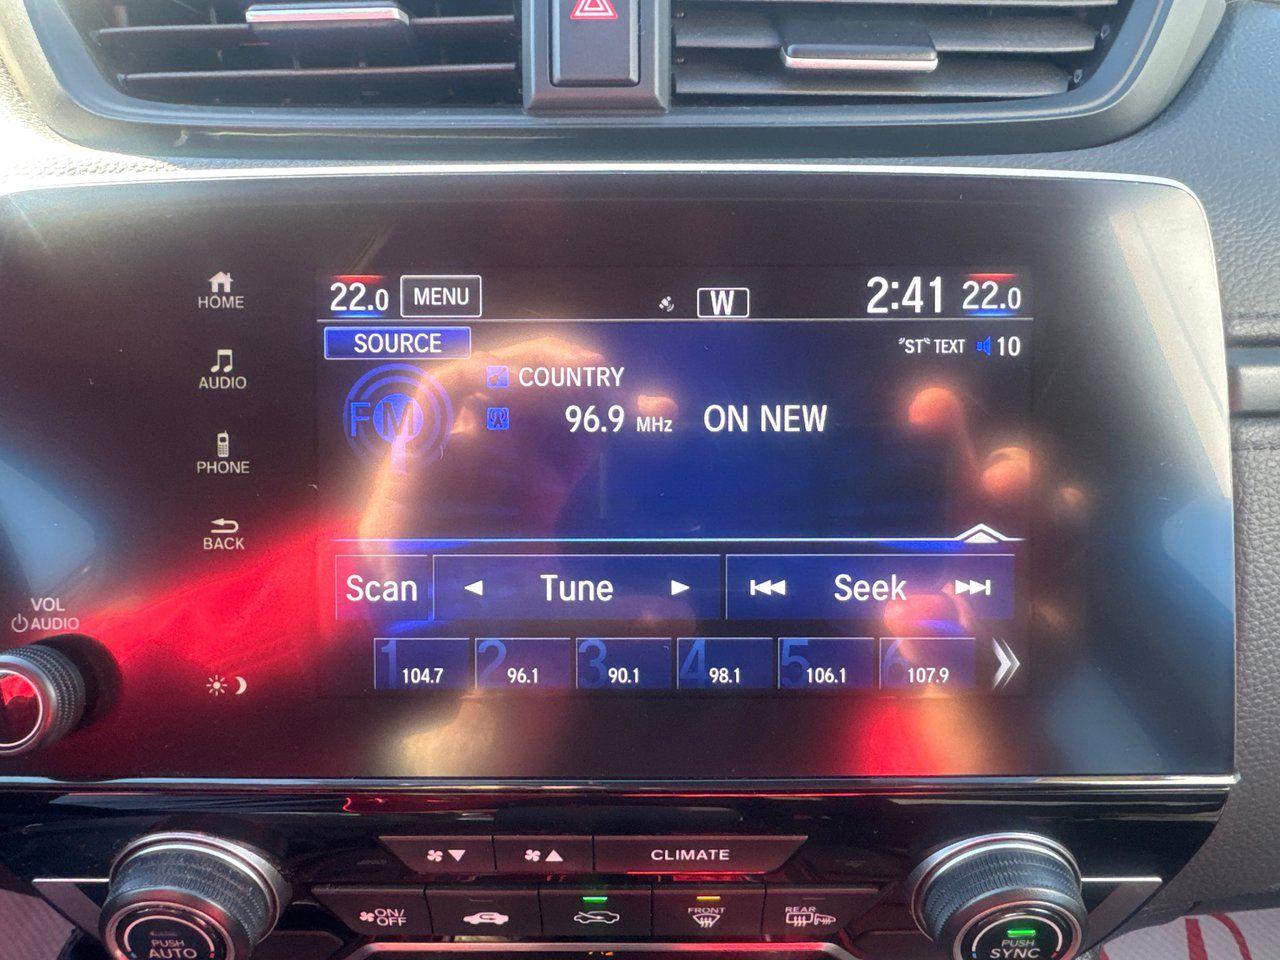 HOME
22.0 MENU W 2:41 22.0
SOURCE "ST" TEXT 10
AUDIO
COUNTRY
FM 96.9 MHz ON NEW
PHONE
BACK
Scan Tune Seek
VOL
AUDIO
1 104.7 2 96.1 3 90.1 4 98.1 5 106.1 6 107.9
CLIMATE
ON/OFF FRONT REAR
PUSH AUTO
PUSH SYNC